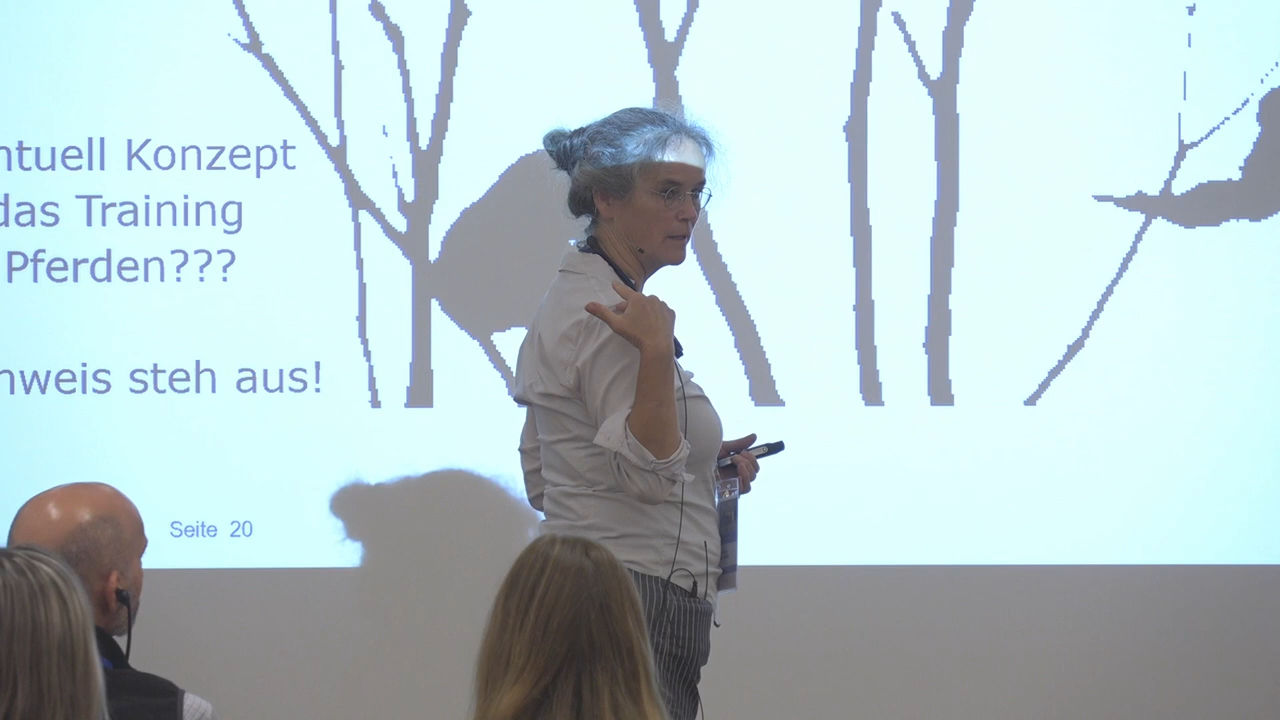 ntuell Konzept
das Training
Pferden???
nweis steh aus!
Seite 20